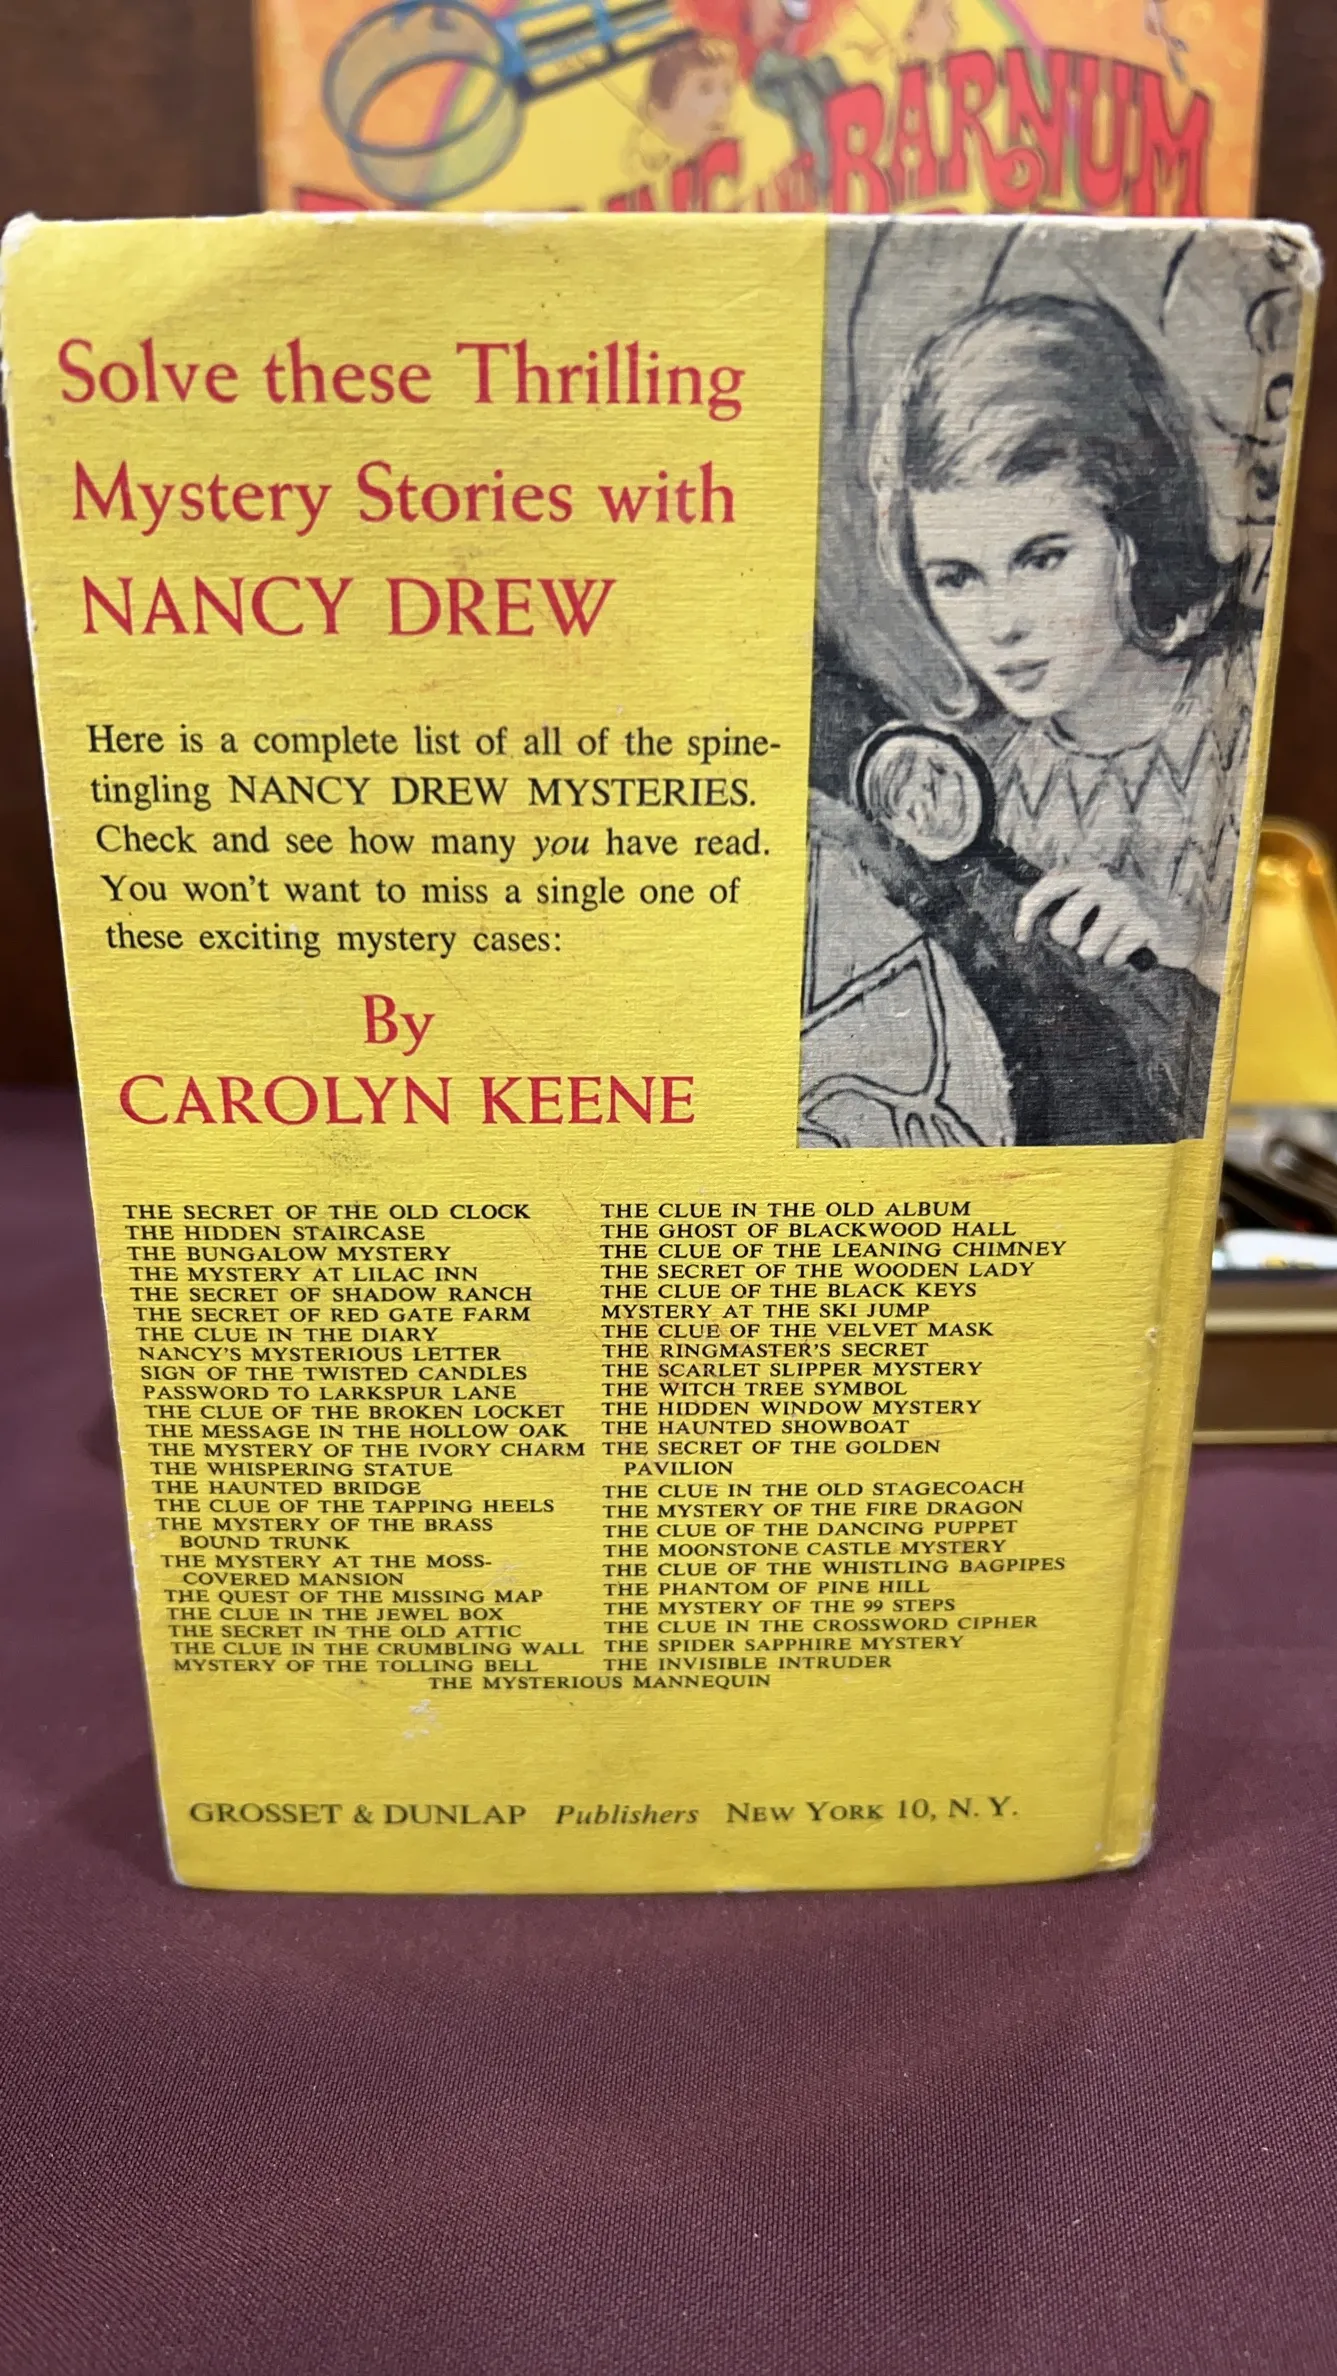 BARNUM
Solve these Thrilling
Mystery Stories with
NANCY DREW
Here is a complete list of all of the spine-
tingling NANCY DREW MYSTERIES.
Check and see how many you have read.
You won't want to miss a single one of
these exciting mystery cases:
By
CAROLYN KEENE
THE SECRET OF THE OLD CLOCK
THE HIDDEN STAIRCASE
THE BUNGALOW MYSTERY
THE MYSTERY AT LILAC INN
THE SECRET OF SHADOW RANCH
THE SECRET OF RED GATE FARM
THE CLUE IN THE DIARY
NANCY'S MYSTERIOUS LETTER
SIGN OF THE TWISTED CANDLES
PASSWORD TO LARKSPUR LANE
THE CLUE OF THE BROKEN LOCKET
THE MESSAGE IN THE HOLLOW OAK
THE MYSTERY OF THE IVORY CHARM
THE WHISPERING STATUE
THE HAUNTED BRIDGE
THE CLUE OF THE TAPPING HEELS
THE MYSTERY OF THE BRASS
BOUND TRUNK
THE MYSTERY AT THE MOSS-
COVERED MANSION
THE QUEST OF THE MISSING MAP
THE CLUE IN THE JEWEL BOX
THE SECRET IN THE OLD ATTIC
THE CLUE IN THE CRUMBLING WALL
MYSTERY OF THE TOLLING BELL
THE CLUE IN THE OLD ALBUM
THE GHOST OF BLACKWOOD HALL
THE CLUE OF THE LEANING CHIMNEY
THE SECRET OF THE WOODEN LADY
THE CLUE OF THE BLACK KEYS
MYSTERY AT THE SKI JUMP
THE CLUE OF THE VELVET MASK
THE RINGMASTER'S SECRET
THE SCARLET SLIPPER MYSTERY
THE WITCH TREE SYMBOL
THE HIDDEN WINDOW MYSTERY
THE HAUNTED SHOWBOAT
THE SECRET OF THE GOLDEN
PAVILION
THE CLUE IN THE OLD STAGECOACH
THE MYSTERY OF THE FIRE DRAGON
THE CLUE OF THE DANCING PUPPET
THE MOONSTONE CASTLE MYSTERY
THE CLUE OF THE WHISTLING BAGPIPES
THE PHANTOM OF PINE HILL
THE MYSTERY OF THE 99 STEPS
THE CLUE IN THE CROSSWORD CIPHER
THE SPIDER SAPPHIRE MYSTERY
THE INVISIBLE INTRUDER
THE MYSTERIOUS MANNEQUIN
GROSSET & DUNLAP Publishers NEW YORK 10, N. Y.